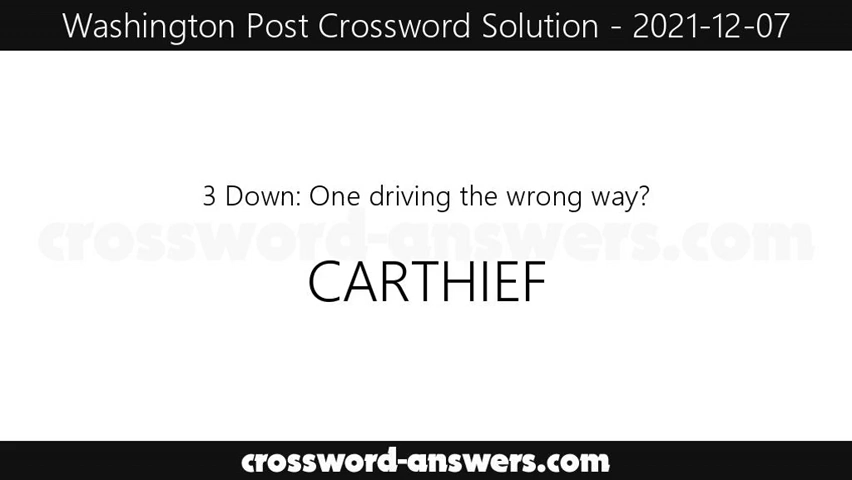 Washington Post Crossword Solution - 2021-12-07
3 Down: One driving the wrong way?
crossword-answers.com
CARTHIEF
crossword-answers.com